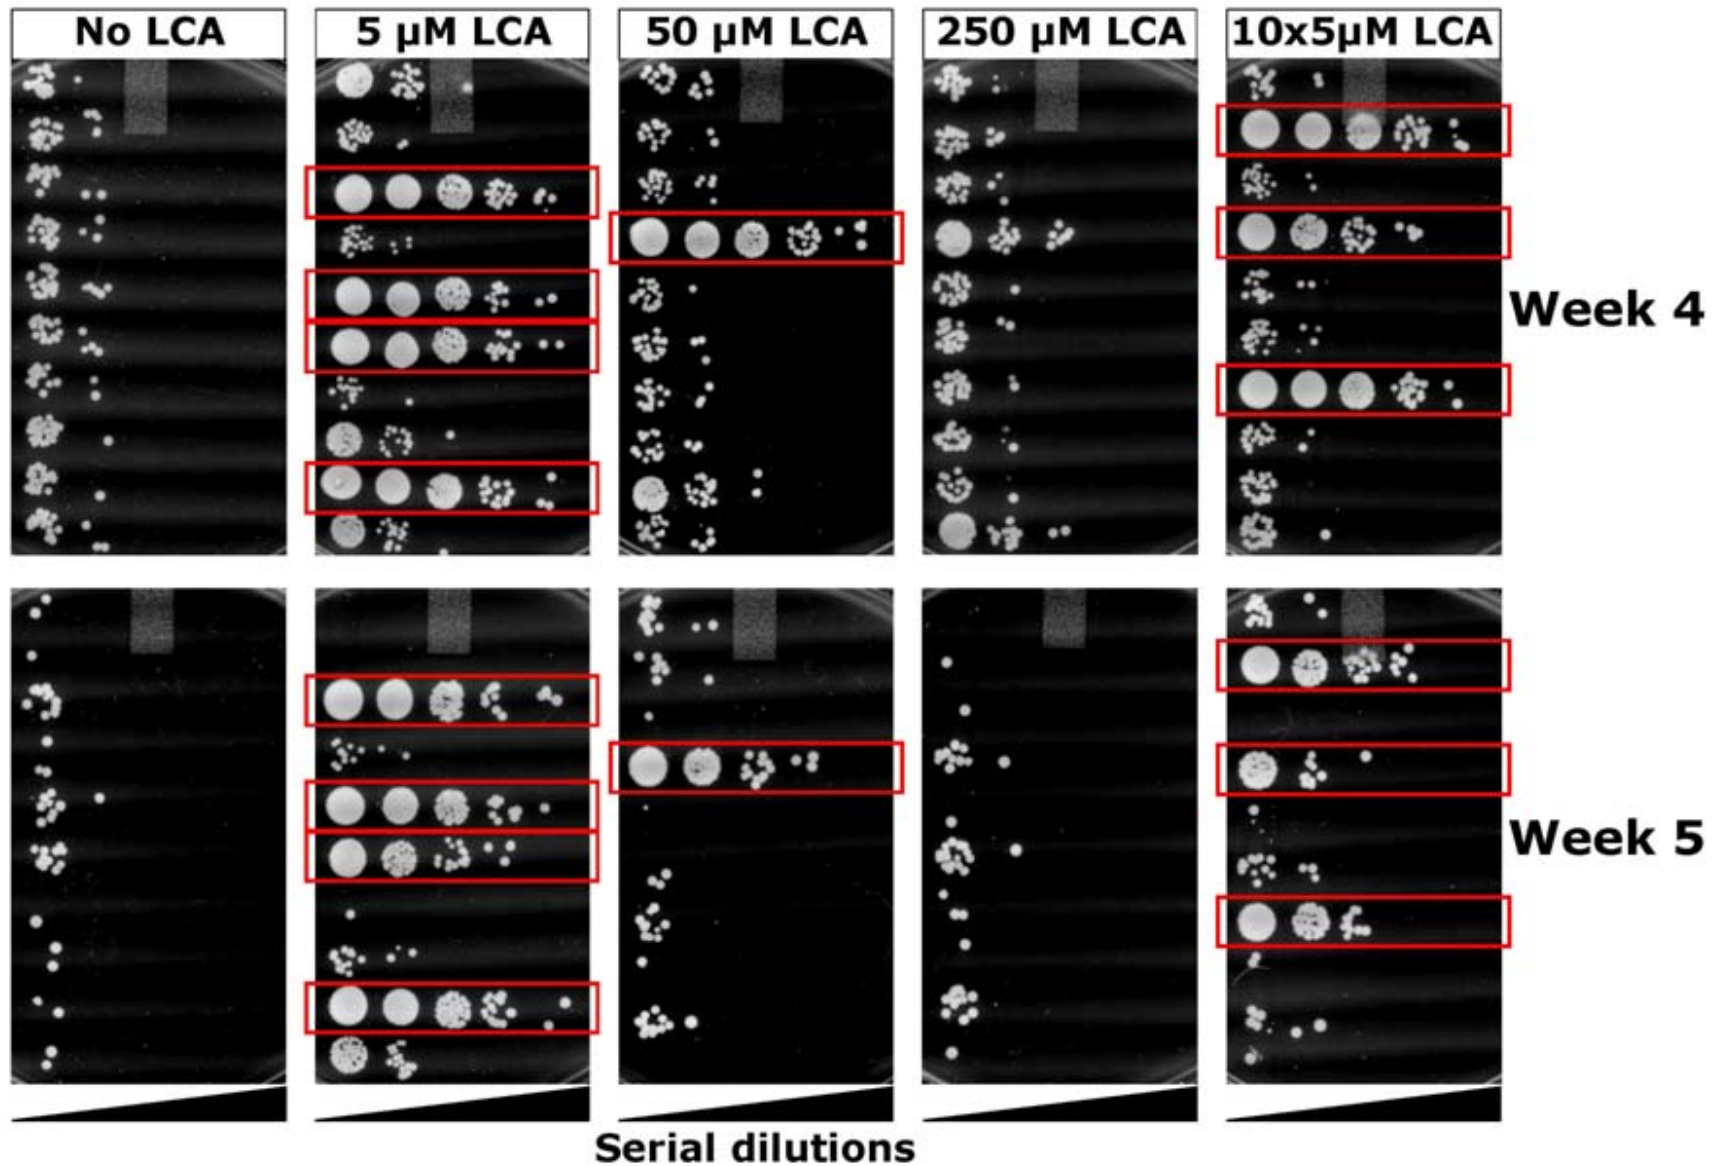 No LCA
5 µM LCA
50 µM LCA
250 µM LCA
10x5µM LCA
Week 4
Week 5
Serial dilutions